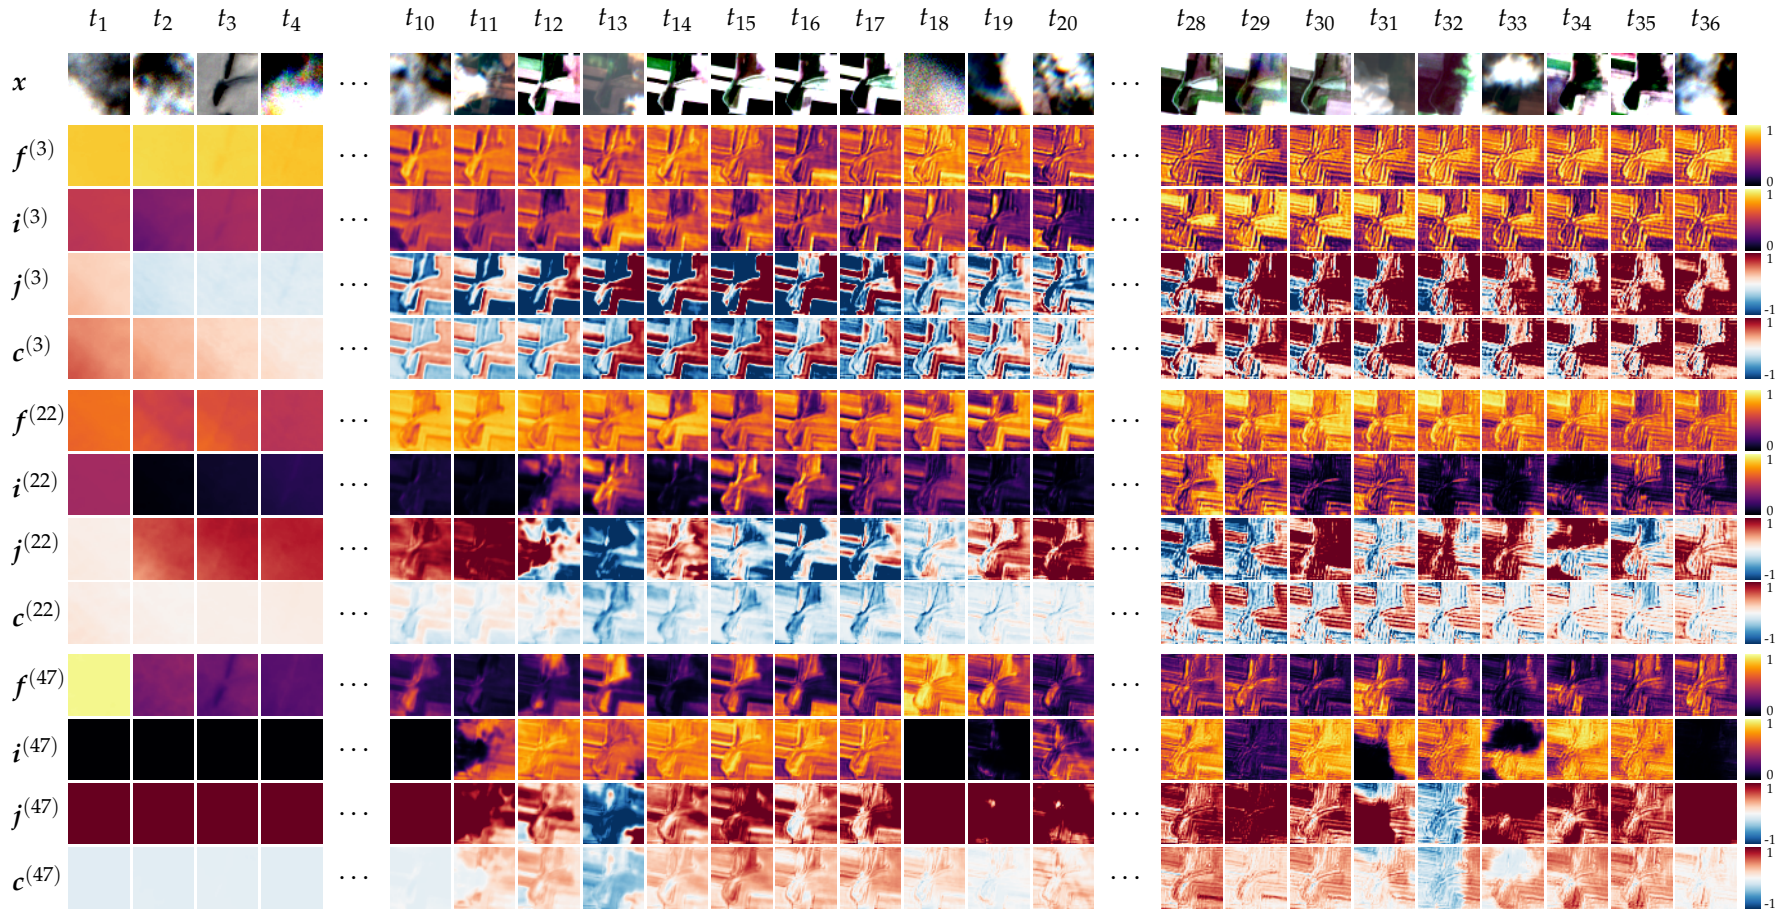 t1 t2 t3 t4 t10 t11 t12 t13 t14 t15 t16 t17 t18 t19 t20 t28 t29 t30 t31 t32 t33 t34 t35 t36
x ... ...
f(3) ... ... 1 0
i(3) ... ... 1 0
j(3) ... ... 1 -1
c(3) ... ... 1 -1
f(22) ... ... 1 0
i(22) ... ... 1 0
j(22) ... ... 1 -1
c(22) ... ... 1 -1
f(47) ... ... 1 0
i(47) ... ... 1 0
j(47) ... ... 1 -1
c(47) ... ... 1 -1